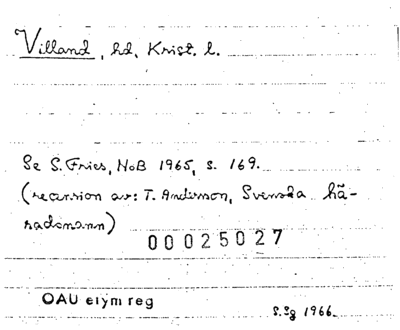 Villand, hd, Krist. l.
Se S. Fries, NoB 1965, s. 169.
(recension av: T. Andersson, Svenska hä-
radsnamn)
00025027
OAU etym reg
S.Sg 1966.